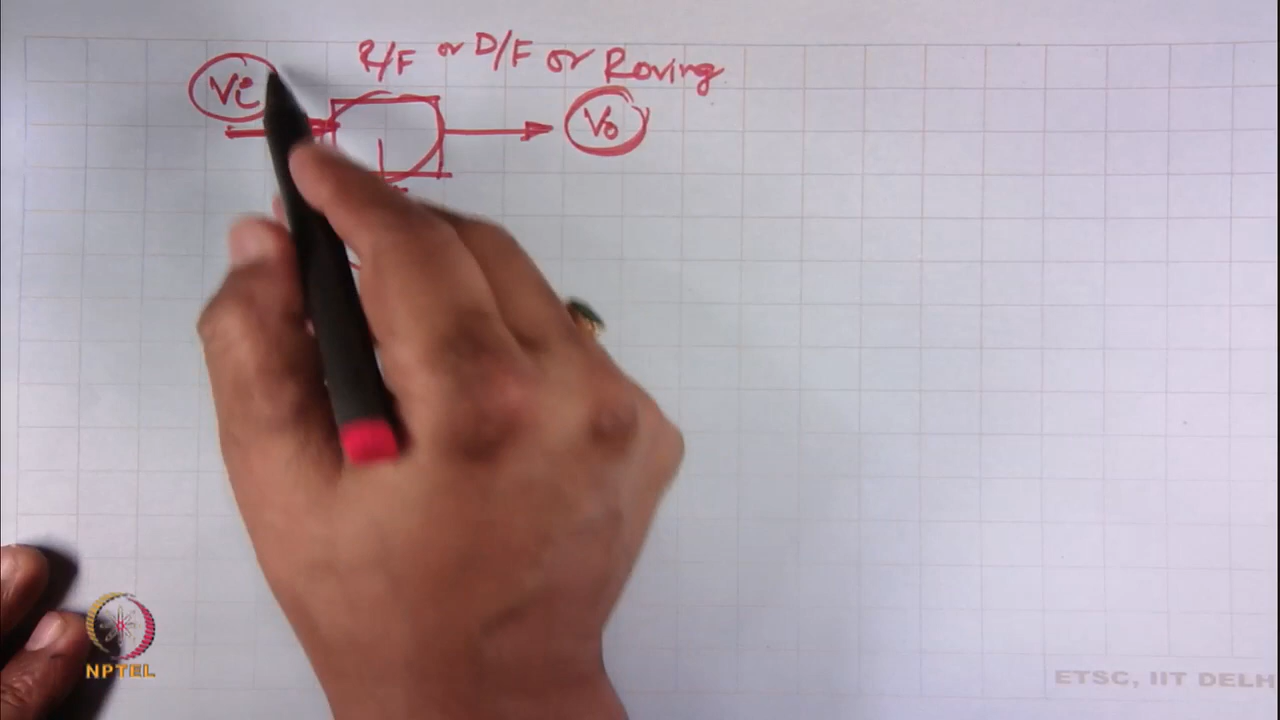 R/F or D/F or Roving
Vi
Vo
NPTEL
ETSC, IIT DELH